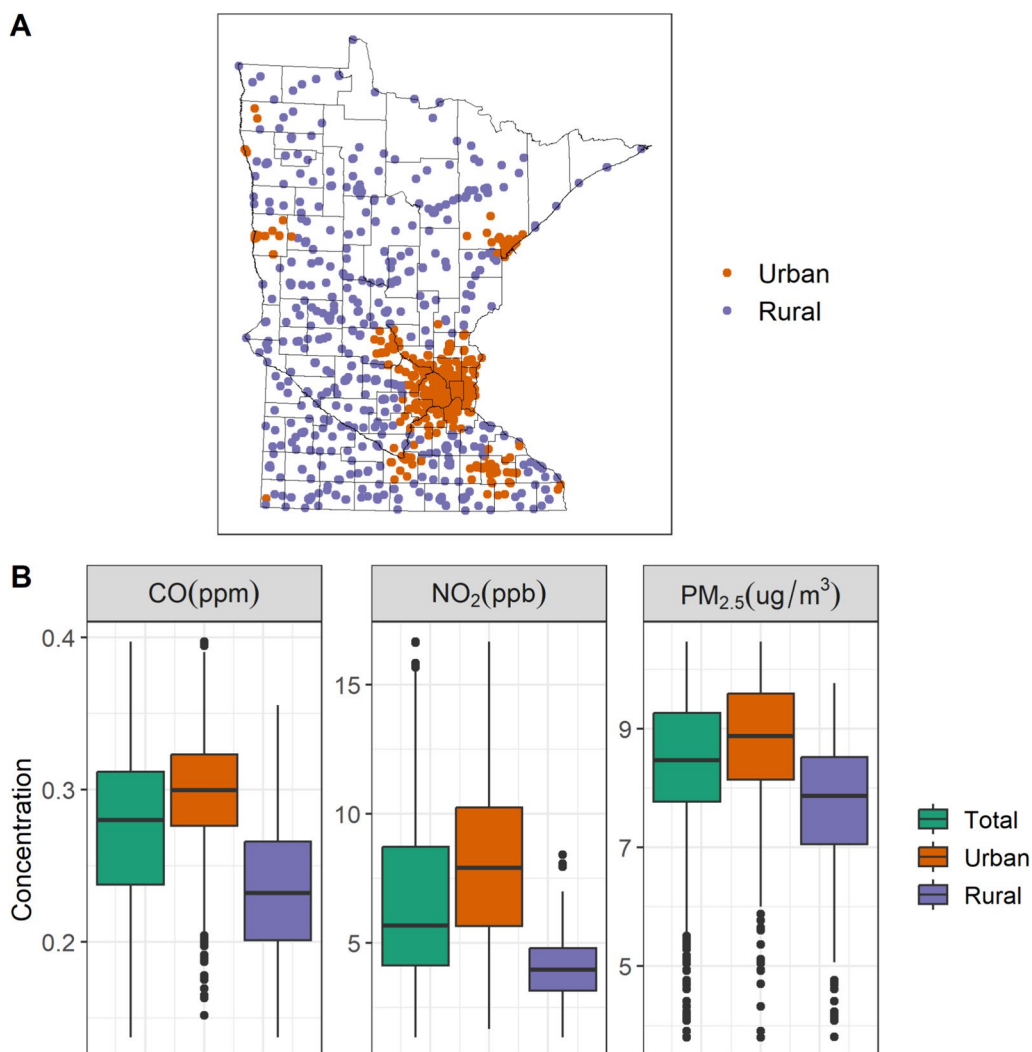 A
Urban
Rural
B
CO(ppm)
NO₂(ppb)
PM₂.₅(ug/m³)
Concentration
0.4
0.3
0.2
15
10
5
9
7
5
Total
Urban
Rural